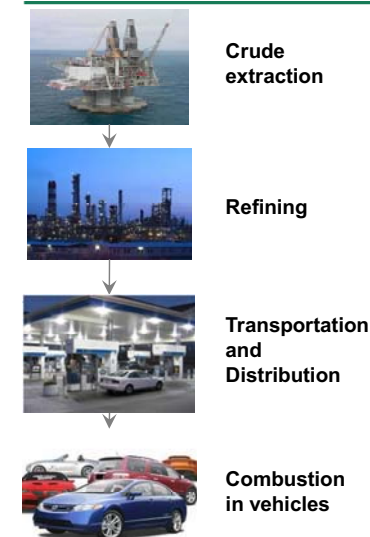 Crude
extraction
Refining
Transportation
and
Distribution
Combustion
in vehicles